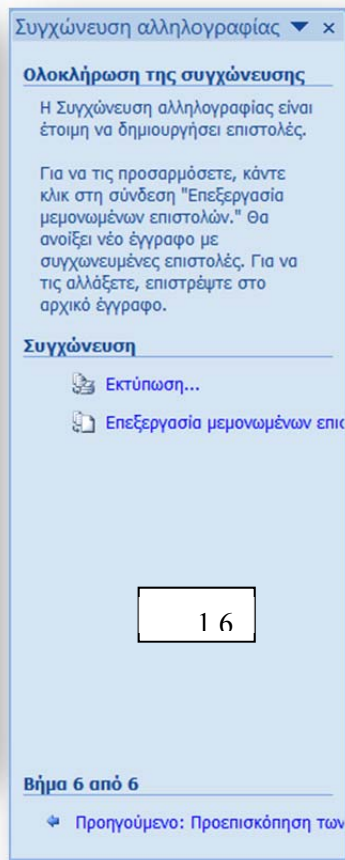 Συγχώνευση αλληλογραφίας
Ολοκλήρωση της συγχώνευσης
Η Συγχώνευση αλληλογραφίας είναι
έτοιμη να δημιουργήσει επιστολές.
Για να τις προσαρμόσετε, κάντε
κλικ στη σύνδεση "Επεξεργασία
μεμονωμένων επιστολών." Θα
ανοίξει νέο έγγραφο με
συγχωνευμένες επιστολές. Για να
τις αλλάξετε, επιστρέψτε στο
αρχικό έγγραφο.
Συγχώνευση
Εκτύπωση...
Επεξεργασία μεμονωμένων επισ
16
Βήμα 6 από 6
Προηγούμενο: Προεπισκόπηση των